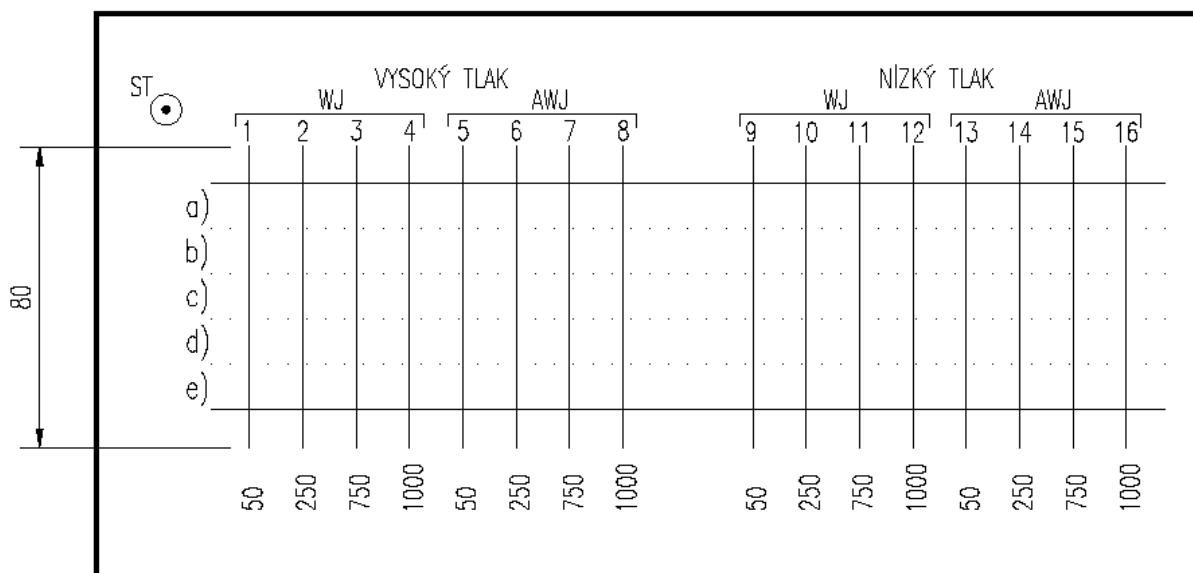 VYSOKÝ TLAK NÍZKÝ TLAK
ST WJ AWJ WJ AWJ
1 2 3 4 5 6 7 8 9 10 11 12 13 14 15 16
a)
b)
c)
80
d)
e)
50 250 750 1000 50 250 750 1000 50 250 750 1000 50 250 750 1000